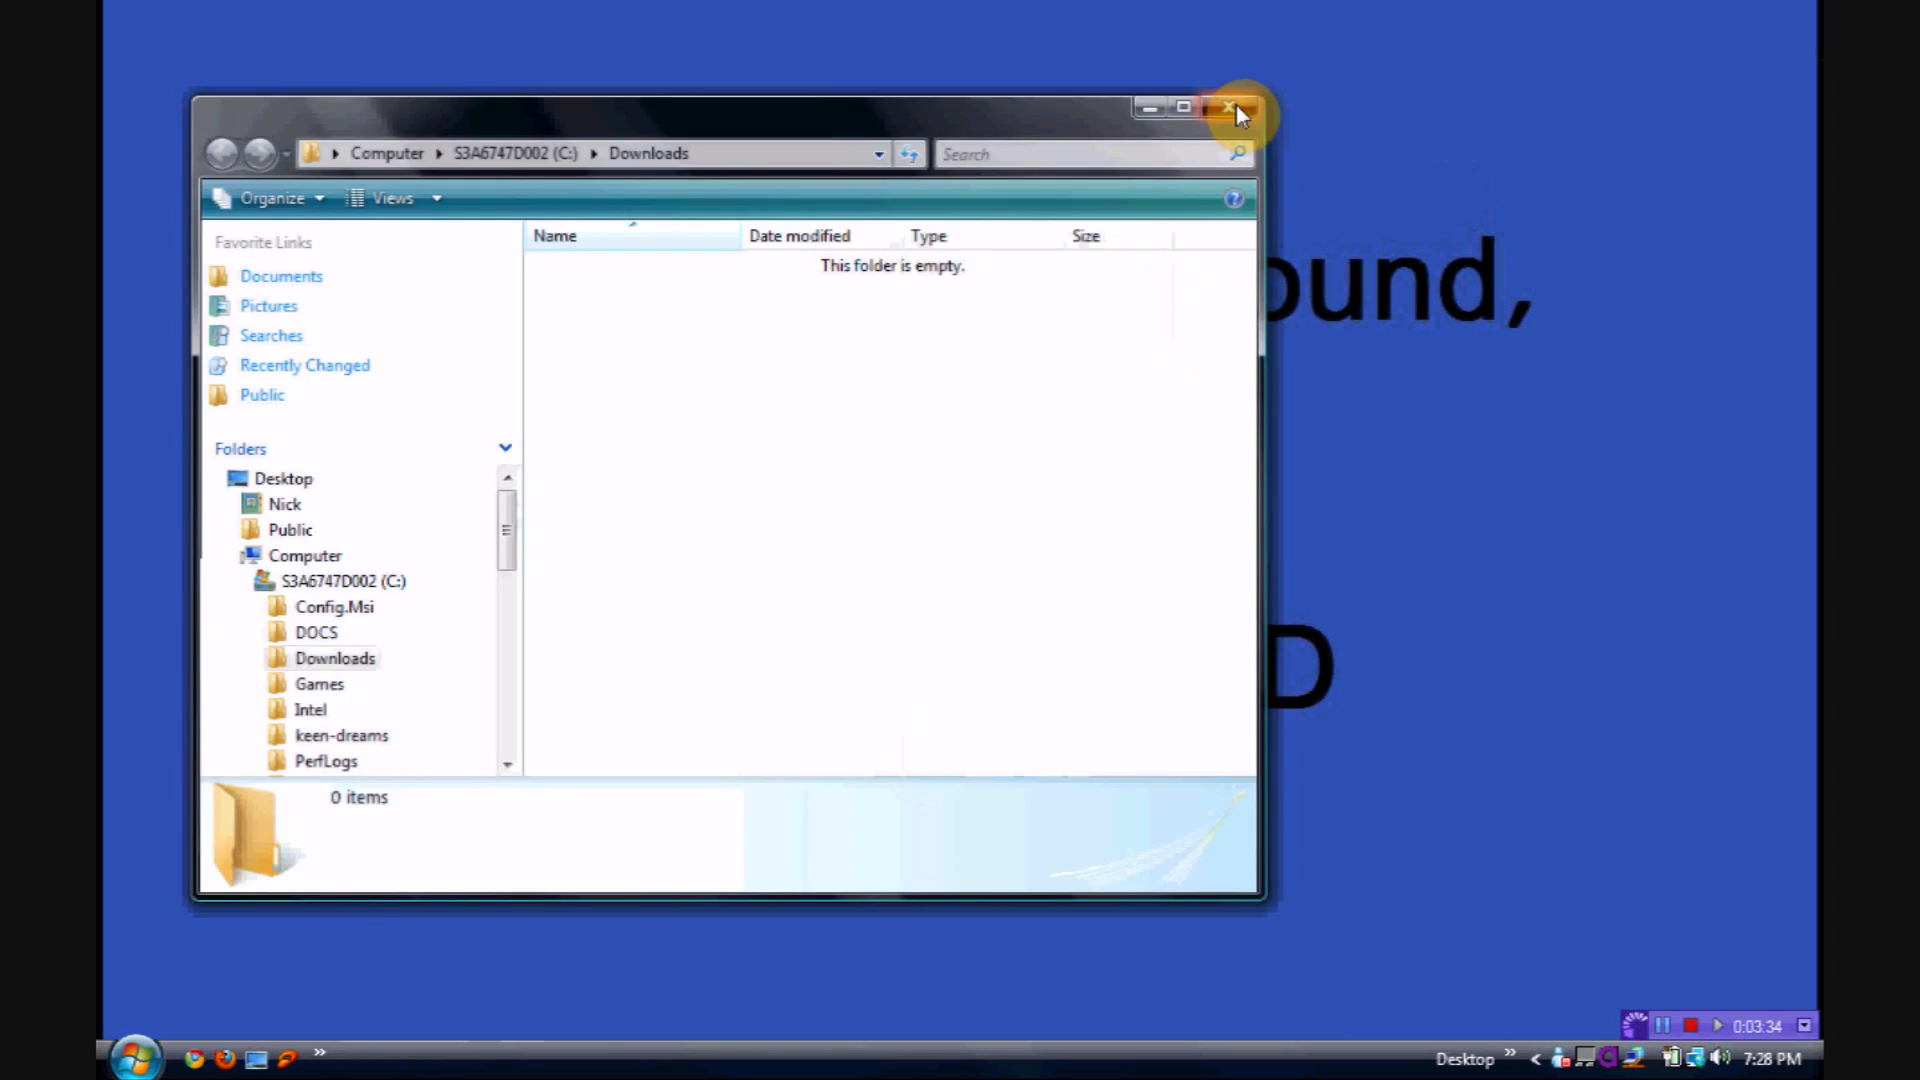 Computer S3A6747D002 (C:) Downloads
Search
Organize Views
Favorite Links
Documents
Pictures
Searches
Recently Changed
Public
Folders
Desktop
Nick
Public
Computer
S3A6747D002 (C:)
Config.Msi
DOCS
Downloads
Games
Intel
keen-dreams
PerfLogs
Name Date modified Type Size
This folder is empty.
0 items
ound,
D
0:03:34
Desktop
7:28 PM